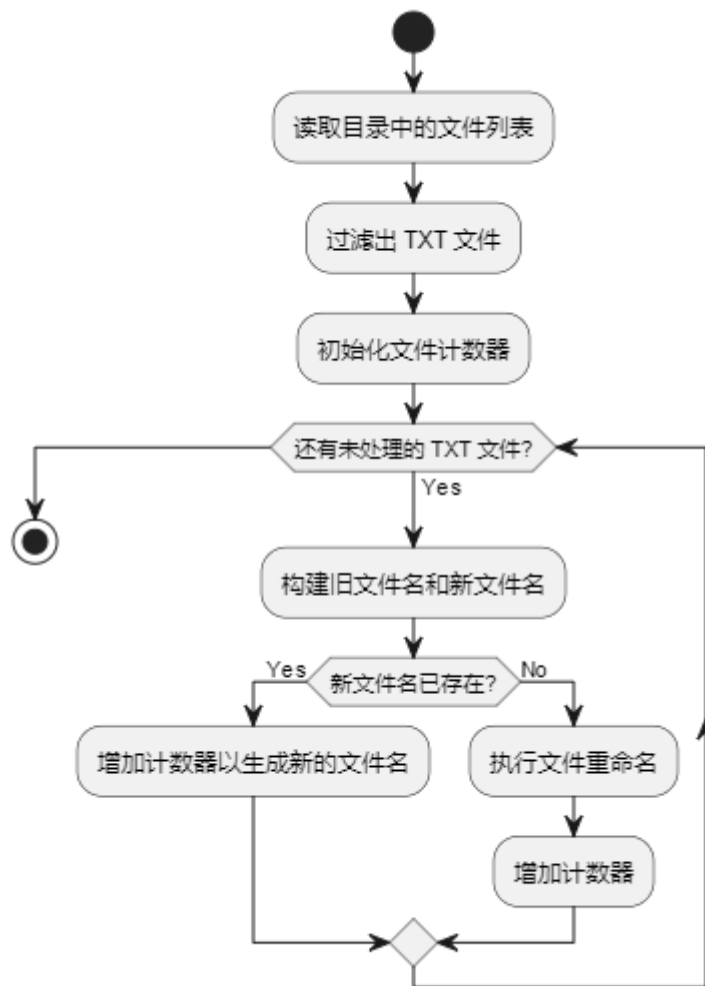 读取目录中的文件列表
过滤出 TXT 文件
初始化文件计数器
还有未处理的 TXT 文件?
Yes
构建旧文件名和新文件名
Yes
新文件名已存在?
No
增加计数器以生成新的文件名
执行文件重命名
增加计数器